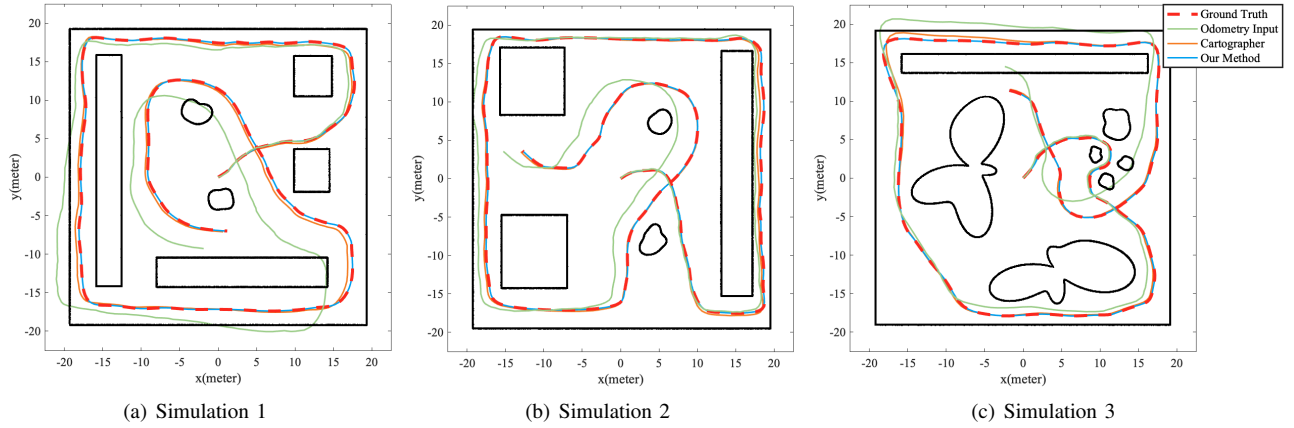 20
15
10
5
0
-5
-10
-15
-20
y(meter)
-20 -15 -10 -5 0 5 10 15 20
x(meter)
(a) Simulation 1
20
15
10
5
0
-5
-10
-15
-20
y(meter)
-20 -15 -10 -5 0 5 10 15 20
x(meter)
(b) Simulation 2
20
15
10
5
0
-5
-10
-15
-20
y(meter)
-20 -15 -10 -5 0 5 10 15 20
x(meter)
(c) Simulation 3
Ground Truth
Odometry Input
Cartographer
Our Method